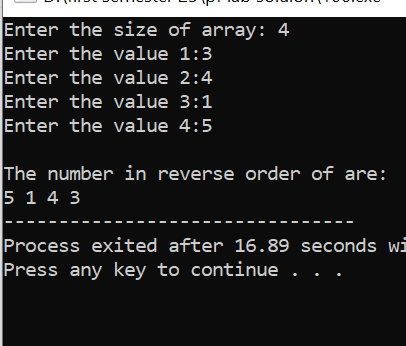 Enter the size of array: 4
Enter the value 1:3
Enter the value 2:4
Enter the value 3:1
Enter the value 4:5
The number in reverse order of are:
5 1 4 3
--------------------------------
Process exited after 16.89 seconds wi
Press any key to continue . . .